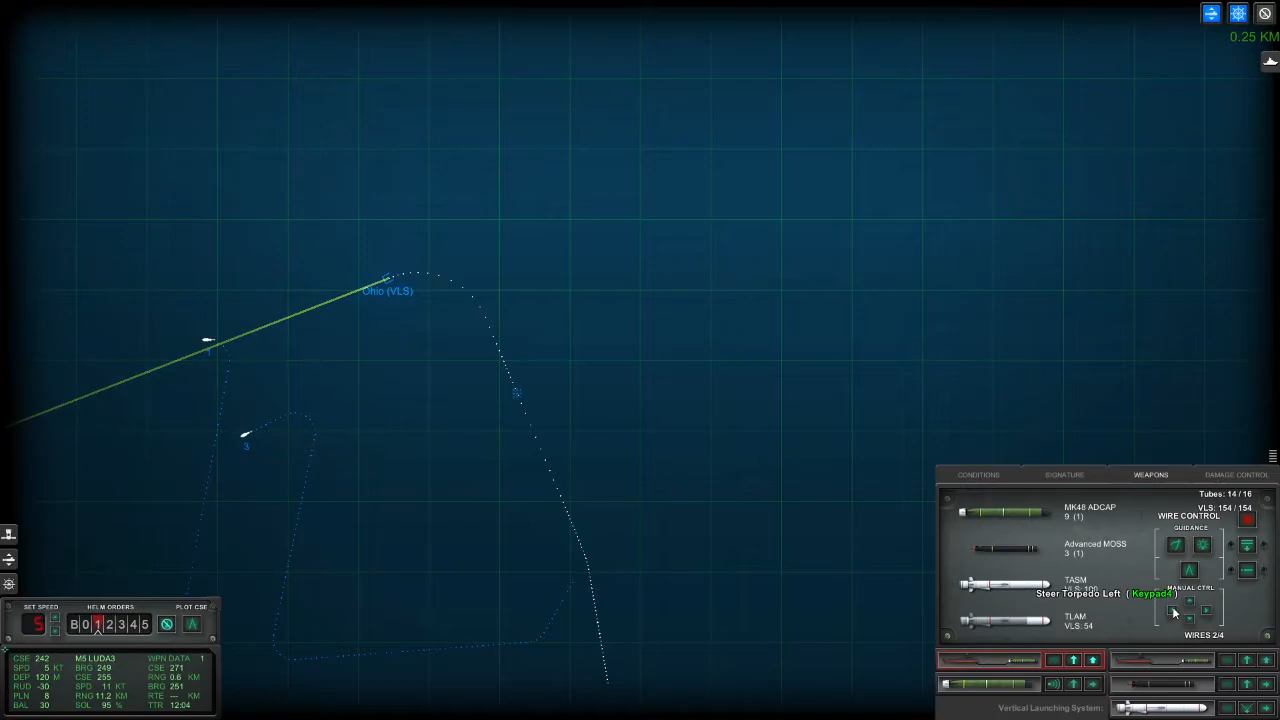 0.25 KM
Ohio (VLS)
1
3
CONDITIONS
SIGNATURE
WEAPONS
DAMAGE CONTROL
Tubes: 14 / 16
VLS: 154 / 154
MK48 ADCAP
9 (1)
WIRE CONTROL
GUIDANCE
Advanced MOSS
3 (1)
TASM
VLS: 100
MANUAL CTRL
Steer Torpedo Left ( Keypad4 )
TLAM
VLS: 54
WIRES 2/4
Vertical Launching System:
SET SPEED
HELM ORDERS
PLOT CSE
5
B 0 1 2 3 4 5
CSE 242 M5 LUDA3 WPN DATA 1
SPD 5 KT BRG 249 CSE 271
DEP 120 M CSE 255 RNG 0.6 KM
RUD -30 SPD 11 KT BRG 251
PLN 8 RNG 11.2 KM RTE --- KM
BAL 30 SOL 95 % TTR 12:04